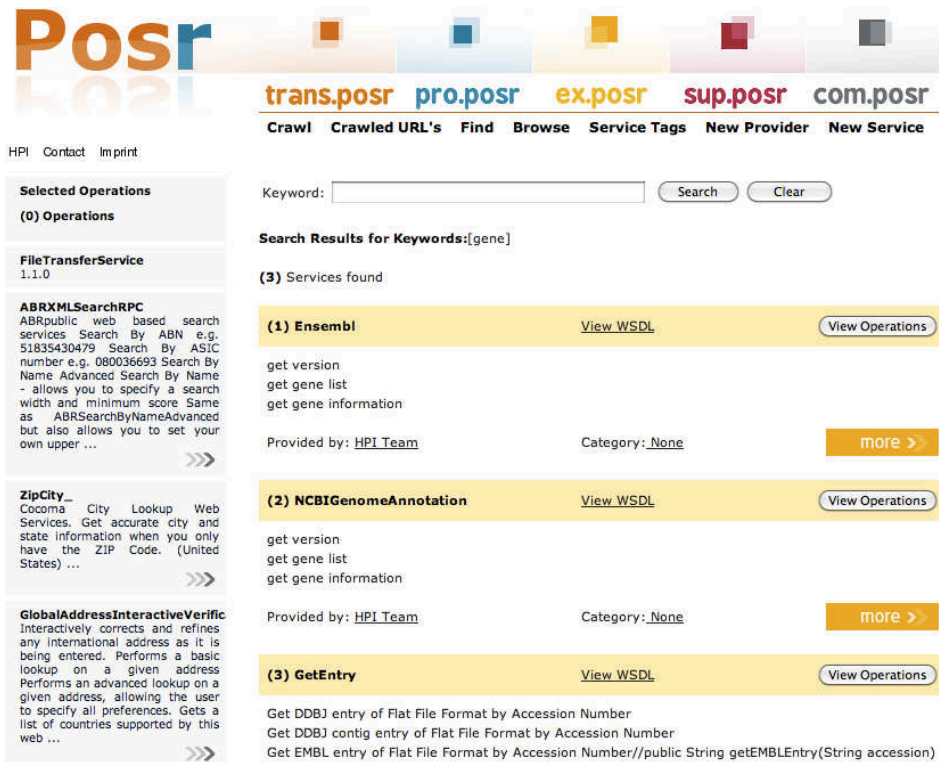 Posr
trans.posr pro.posr ex.posr sup.posr com.posr
Crawl Crawled URL's Find Browse Service Tags New Provider New Service
HPI Contact Imprint
Selected Operations
(0) Operations
FileTransferService
1.1.0
ABRXMLSearchRPC
ABRpublic web based search
services Search By ABN e.g.
51835430479 Search By ASIC
number e.g. 080036693 Search By
Name Advanced Search By Name
- allows you to specify a search
width and minimum score Same
as ABRSearchByNameAdvanced
but also allows you to set your
own upper ...
ZipCity_
Cocoma City Lookup Web
Services. Get accurate city and
state information when you only
have the ZIP Code. (United
States) ...
GlobalAddressInteractiveVerific
Interactively corrects and refines
any international address as it is
being entered. Performs a basic
lookup on a given address
Performs an advanced lookup on a
given address, allowing the user
to specify all preferences. Gets a
list of countries supported by this
web ...
Keyword: Search Clear
Search Results for Keywords:[gene]
(3) Services found
(1) Ensembl View WSDL View Operations
get version
get gene list
get gene information
Provided by: HPI Team Category: None more
(2) NCBIGenomeAnnotation View WSDL View Operations
get version
get gene list
get gene information
Provided by: HPI Team Category: None more
(3) GetEntry View WSDL View Operations
Get DDBJ entry of Flat File Format by Accession Number
Get DDBJ contig entry of Flat File Format by Accession Number
Get EMBL entry of Flat File Format by Accession Number//public String getEMBLEntry(String accession)